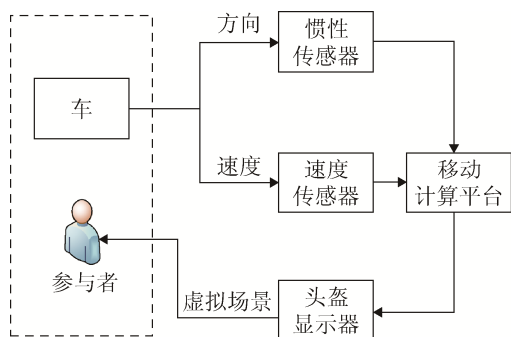 方向
惯性
传感器
车
速度
速度
传感器
移动
计算平台
参与者
虚拟场景
头盔
显示器